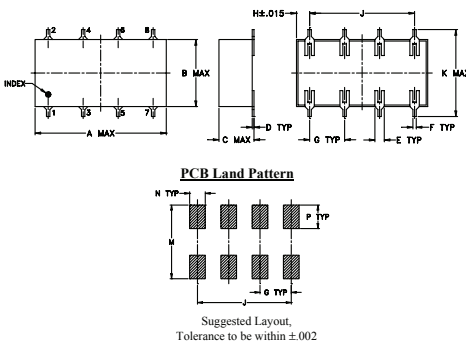 H±.015
J
2 4 6 8
B MAX
K MAX
INDEX
1 3 5 7
A MAX
C MAX
D TYP
G TYP
F TYP
E TYP
PCB Land Pattern
N TYP
P TYP
M
G TYP
J
Suggested Layout,
Tolerance to be within ±.002